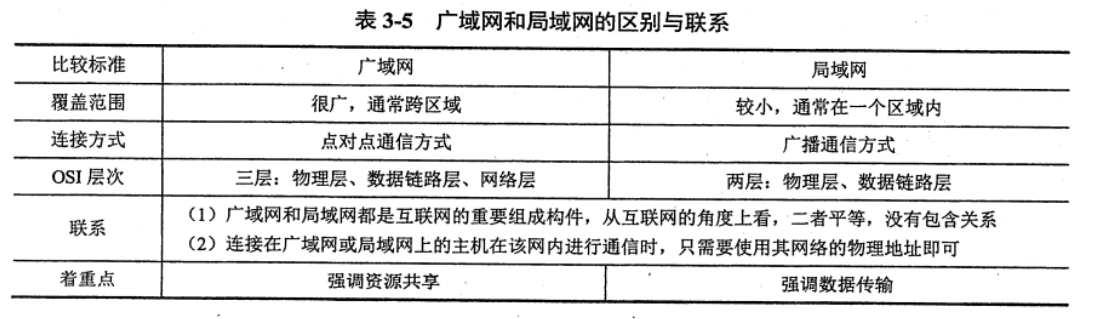 表 3-5 广域网和局域网的区别与联系
比较标准 广域网 局域网
覆盖范围 很广，通常跨区域 较小，通常在一个区域内
连接方式 点对点通信方式 广播通信方式
OSI 层次 三层：物理层、数据链路层、网络层 两层：物理层、数据链路层
联系
（1）广域网和局域网都是互联网的重要组成构件，从互联网的角度上看，二者平等，没有包含关系
（2）连接在广域网或局域网上的主机在该网内进行通信时，只需要使用其网络的物理地址即可
着重点 强调资源共享 强调数据传输